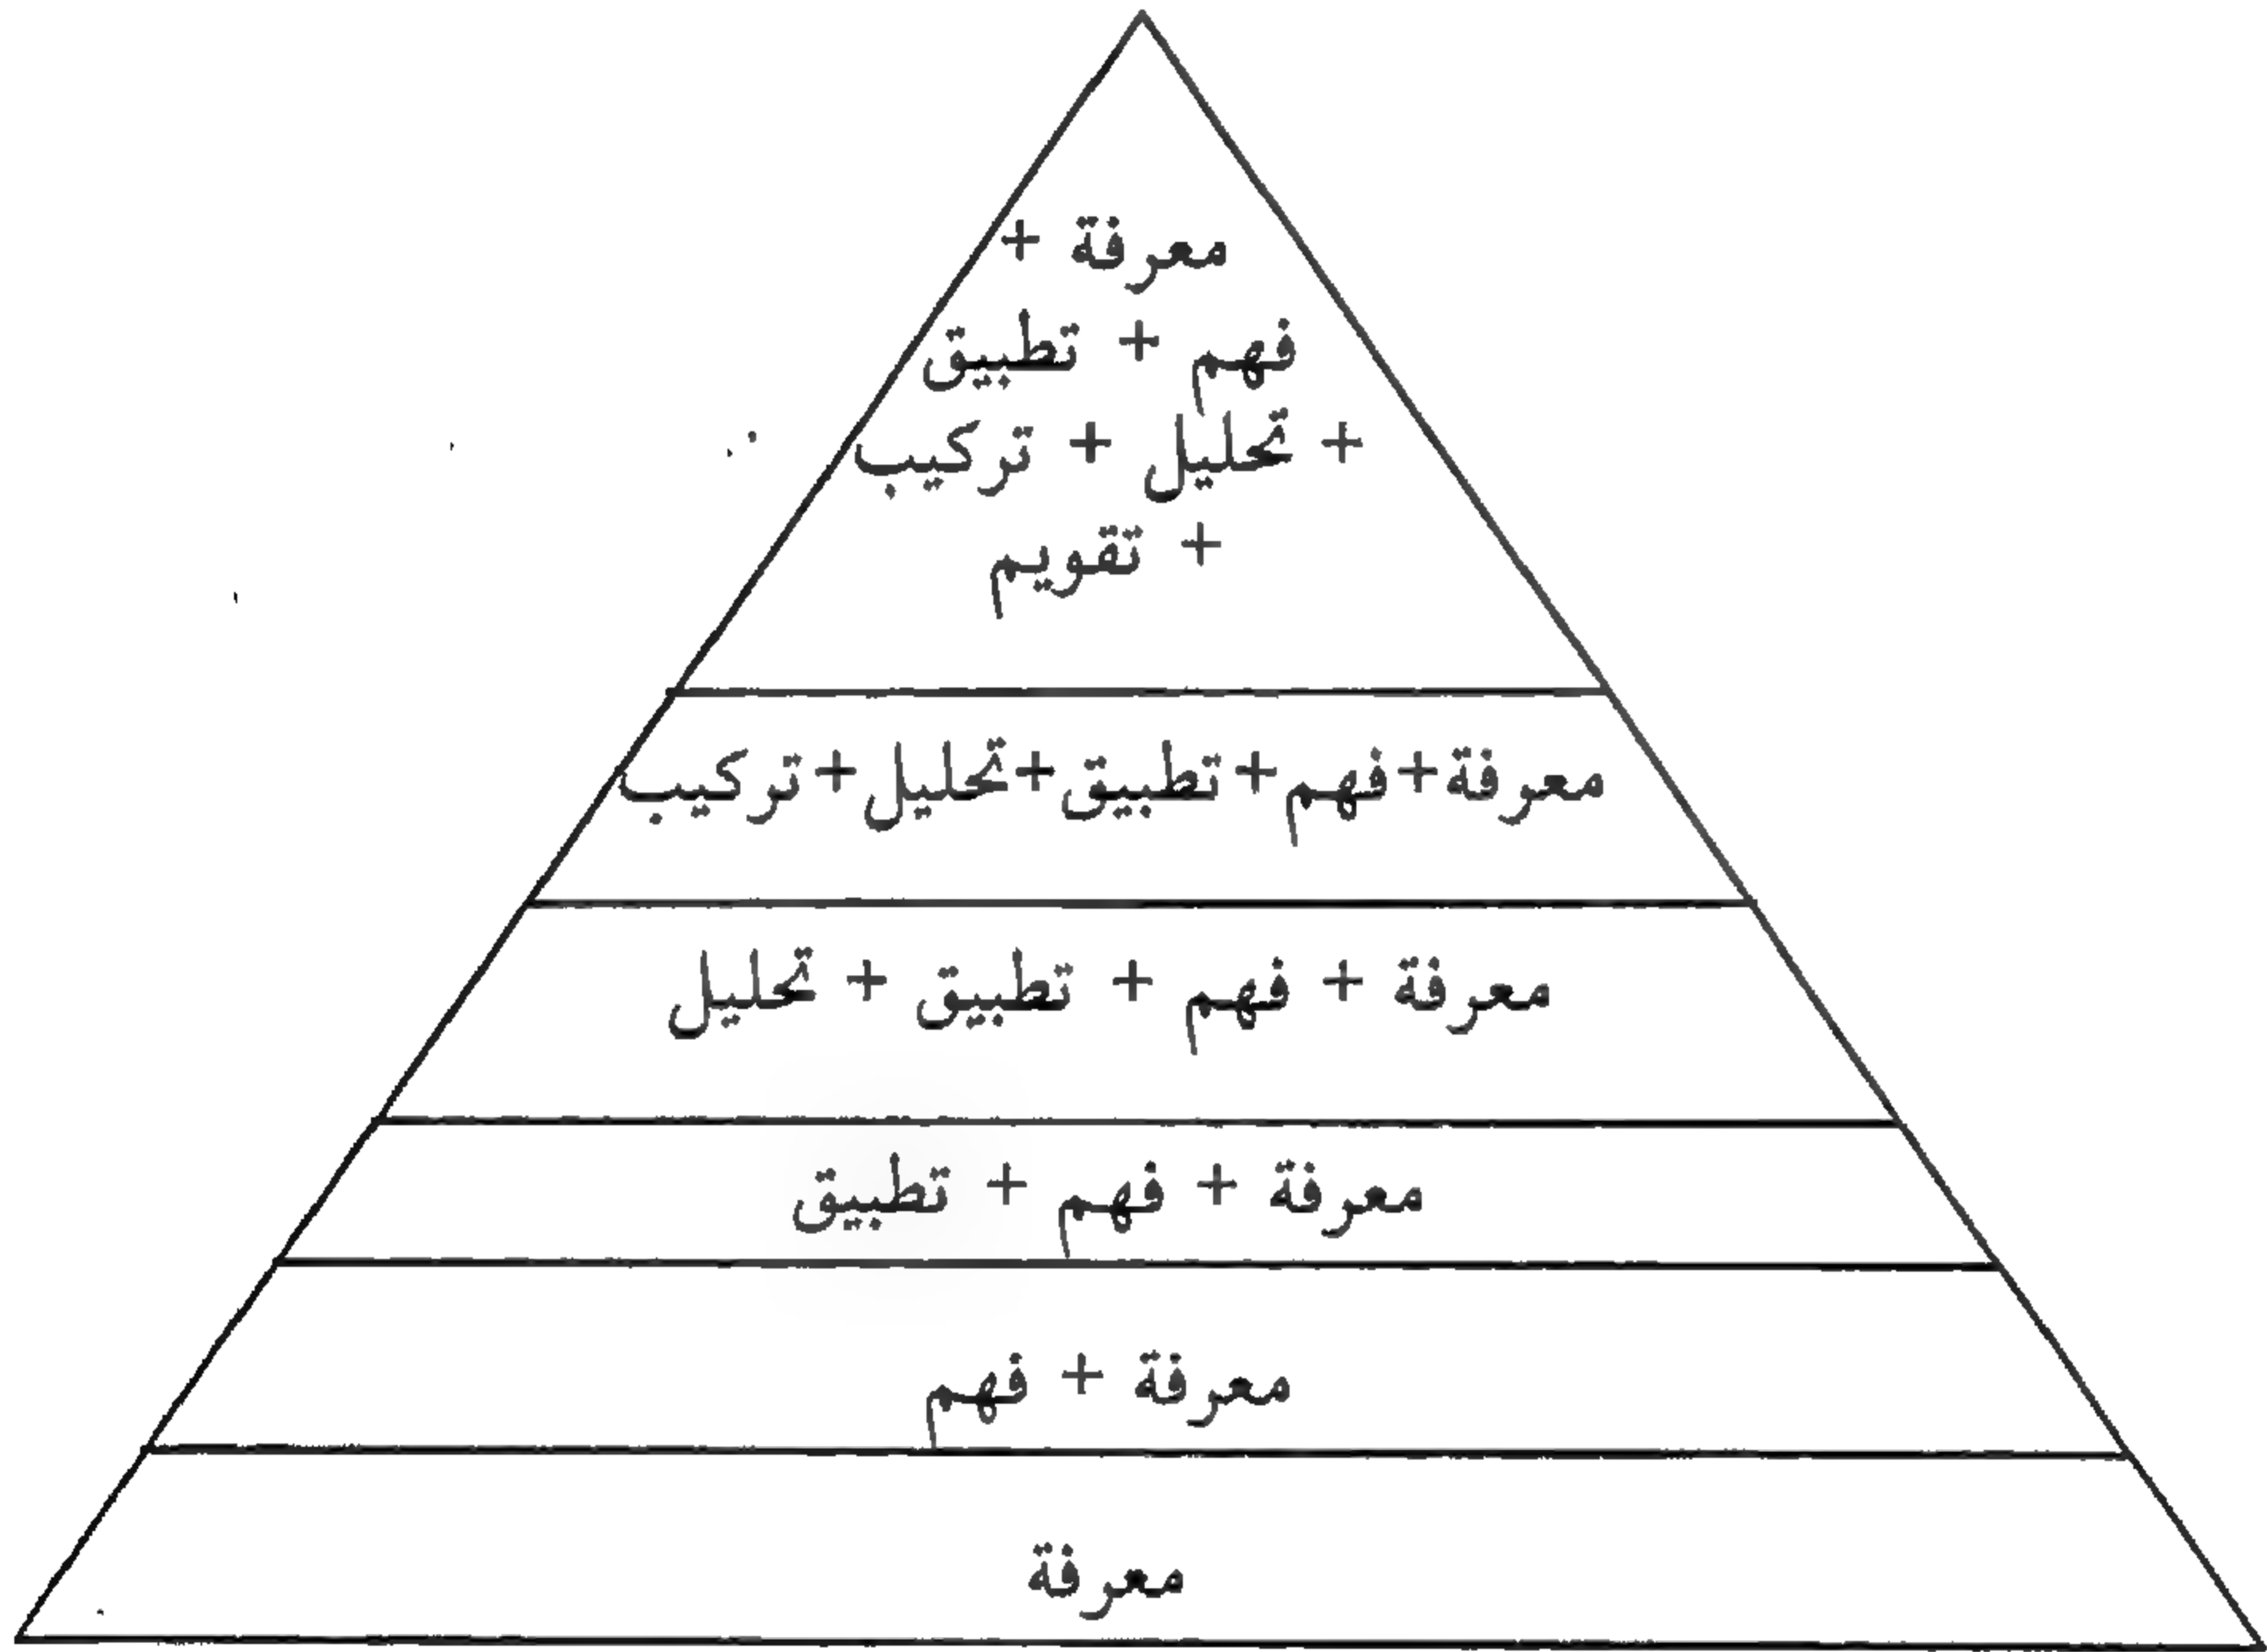 معرفة +
فهم + تطبيق
+ تحليل + تركيب
+ تقويم
معرفة+فهم+تطبيق+تحليل+تركيب
معرفة + فهم + تطبيق + تحليل
معرفة + فهم + تطبيق
معرفة + فهم
معرفة